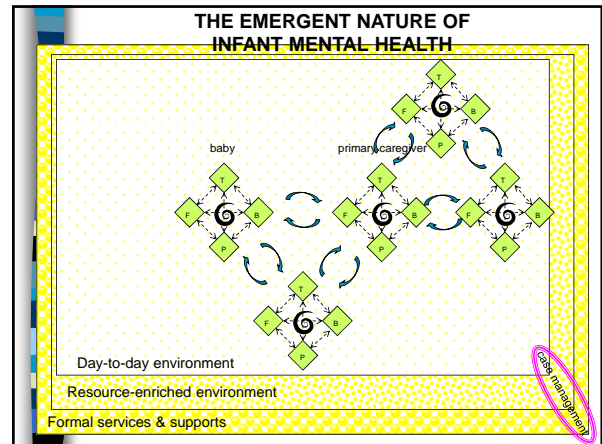 THE EMERGENT NATURE OF
INFANT MENTAL HEALTH
T
F B
P
baby primary caregiver
T T T
F B F B F B
P P P
T
F B
P
Day-to-day environment
Resource-enriched environment
Formal services & supports
case management